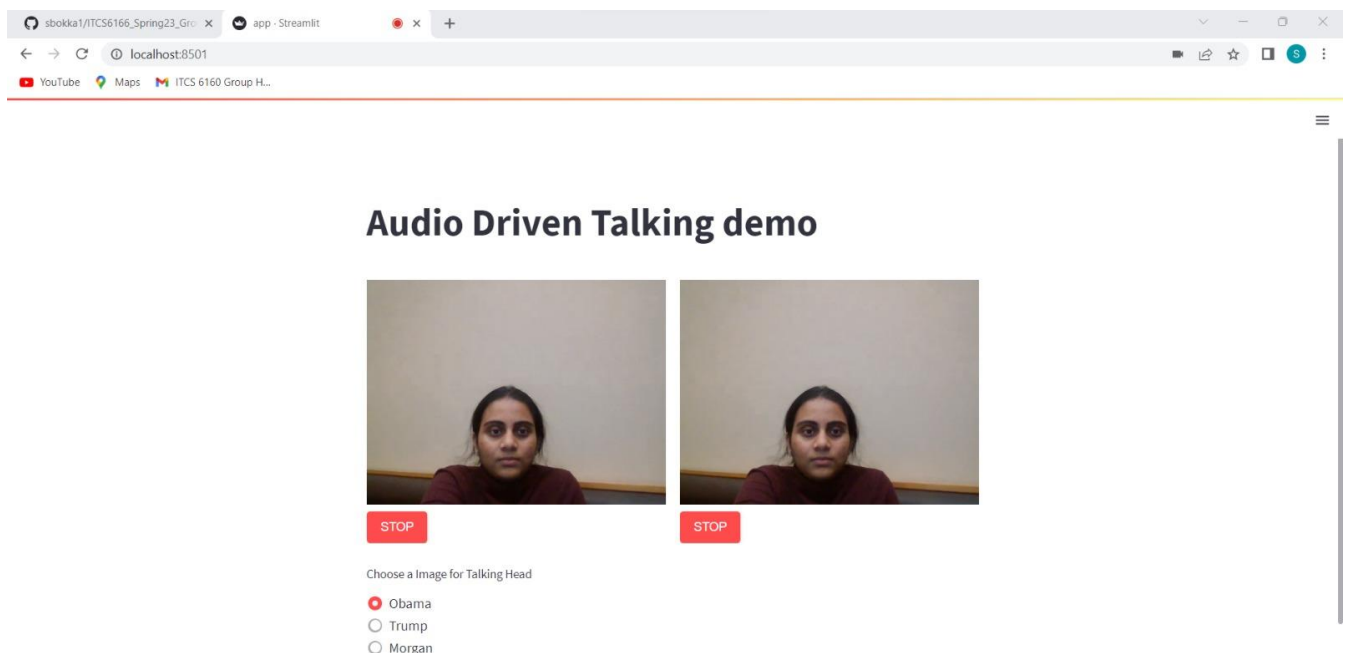 sbokka1/ITCS6166_Spring23_Gro
app · Streamlit
localhost:8501
S
YouTube
Maps
ITCS 6160 Group H...
Audio Driven Talking demo
STOP
STOP
Choose a Image for Talking Head
Obama
Trump
Morgan